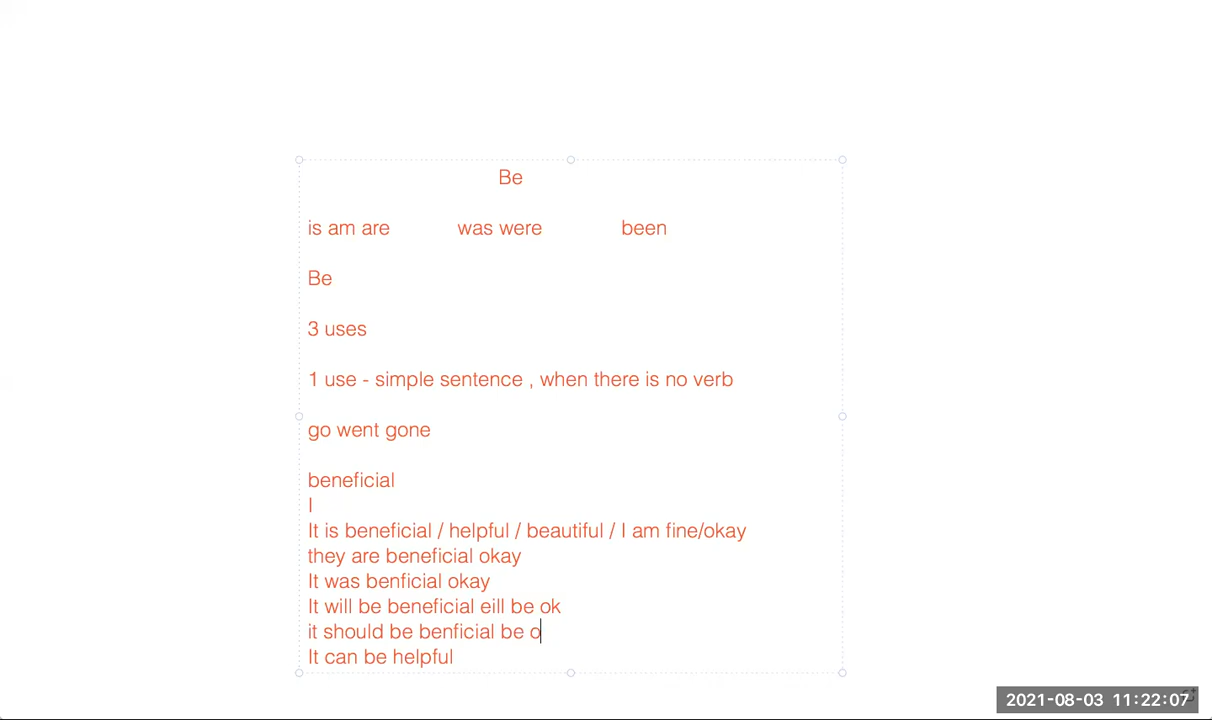 Be
is am are was were been
Be
3 uses
1 use - simple sentence , when there is no verb
go went gone
beneficial
I
It is beneficial / helpful / beautiful / I am fine/okay
they are beneficial okay
It was benficial okay
It will be beneficial eill be ok
it should be benficial be o
It can be helpful
2021-08-03 11:22:07